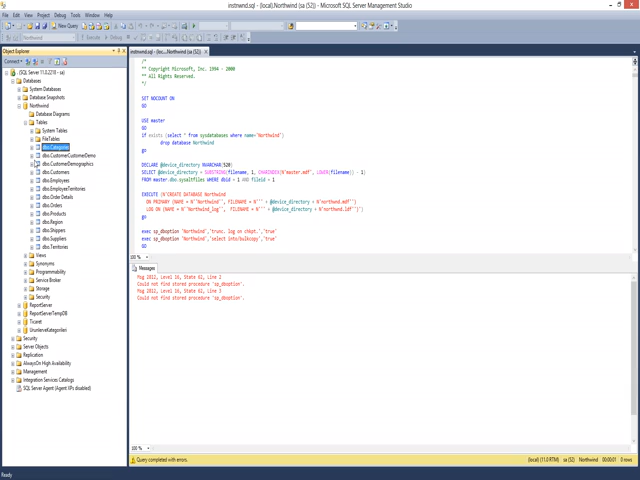 instnwnd.sql - (local).Northwind (sa (52)) - Microsoft SQL Server Management Studio
File Edit View Project Debug Tools Window Help
New Query
Northwind Execute Debug
Object Explorer
instnwnd.sql - (loc...Northwind (sa (52))
Connect
(SQL Server 11.0.2218 - sa)
Databases
System Databases
Database Snapshots
Northwind
Database Diagrams
Tables
System Tables
FileTables
dbo.Categories
dbo.CustomerCustomerDemo
dbo.CustomerDemographics
dbo.Customers
dbo.Employees
dbo.EmployeeTerritories
dbo.Order Details
dbo.Orders
dbo.Products
dbo.Region
dbo.Shippers
dbo.Suppliers
dbo.Territories
Views
Synonyms
Programmability
Service Broker
Storage
Security
ReportServer
ReportServerTempDB
Ticaret
UrunlerveKategorileri
Security
Server Objects
Replication
AlwaysOn High Availability
Management
Integration Services Catalogs
SQL Server Agent (Agent XPs disabled)
/*
** Copyright Microsoft, Inc. 1994 - 2000
** All Rights Reserved.
*/
SET NOCOUNT ON
GO
USE master
GO
if exists (select * from sysdatabases where name='Northwind')
drop database Northwind
go
DECLARE @device_directory NVARCHAR(520)
SELECT @device_directory = SUBSTRING(filename, 1, CHARINDEX(N'master.mdf', LOWER(filename)) - 1)
FROM master.dbo.sysaltfiles WHERE dbid = 1 AND fileid = 1
EXECUTE (N'CREATE DATABASE Northwind
ON PRIMARY (NAME = N''Northwind'', FILENAME = N''' + @device_directory + N'northwnd.mdf'')
LOG ON (NAME = N''Northwind_log'', FILENAME = N''' + @device_directory + N'northwnd.ldf'')')
go
exec sp_dboption 'Northwind','trunc. log on chkpt.','true'
exec sp_dboption 'Northwind','select into/bulkcopy','true'
GO
100 %
Messages
Msg 2812, Level 16, State 62, Line 2
Could not find stored procedure 'sp_dboption'.
Msg 2812, Level 16, State 62, Line 3
Could not find stored procedure 'sp_dboption'.
100 %
Query completed with errors.
(local) (11.0 RTM) sa (52) Northwind 00:00:01 0 rows
Ready